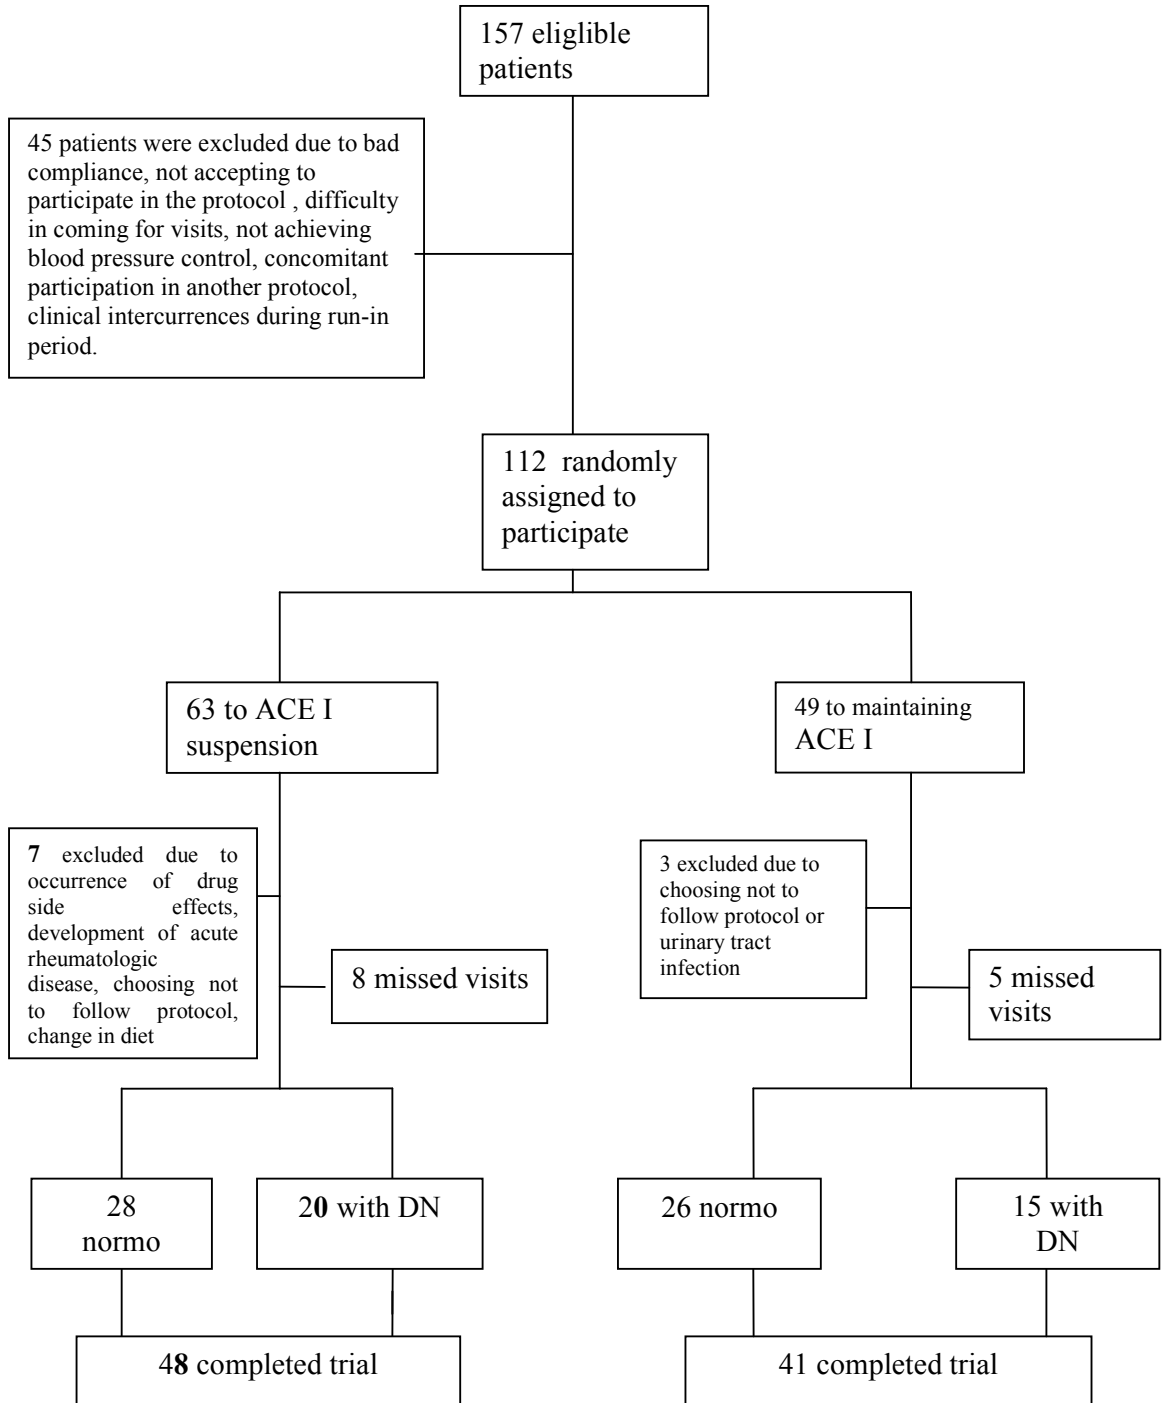 157 eliglible
patients
45 patients were excluded due to bad
compliance, not accepting to
participate in the protocol , difficulty
in coming for visits, not achieving
blood pressure control, concomitant
participation in another protocol,
clinical intercurrences during run-in
period.
112 randomly
assigned to
participate
63 to ACE I
suspension
49 to maintaining
ACE I
7 excluded due to
occurrence of drug
side effects,
development of acute
rheumatologic
disease, choosing not
to follow protocol,
change in diet
8 missed visits
3 excluded due to
choosing not to
follow protocol or
urinary tract
infection
5 missed
visits
28
normo
20 with DN
26 normo
15 with
DN
48 completed trial
41 completed trial